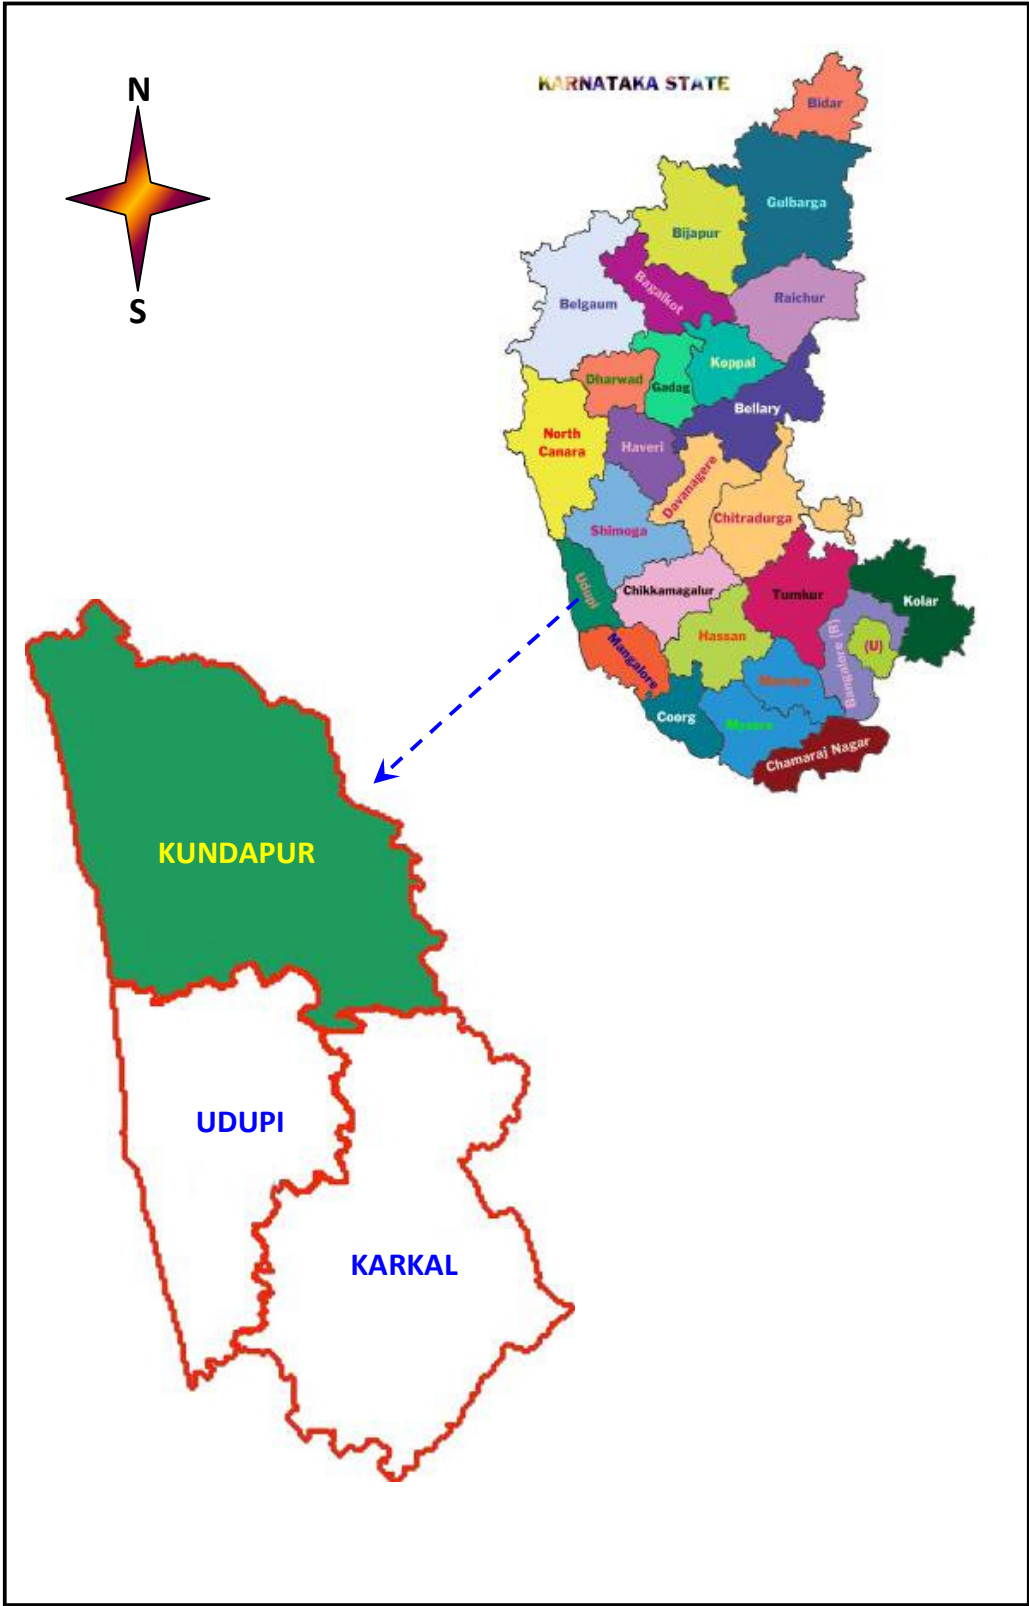 N
S
KARNATAKA STATE
Bidar
Gulbarga
Bijapur
Bagalkot
Belgaum
Raichur
Koppal
Dharwad
Gadag
Bellary
North
Canara
Haveri
Davanagere
Chitradurga
Shimoga
Udupi
Chikkamagalur
Tumkur
Kolar
Hassan
Bangalore (R)
(U)
Mangalore
Mandya
Coorg
Mysore
Chamaraj Nagar
KUNDAPUR
UDUPI
KARKAL